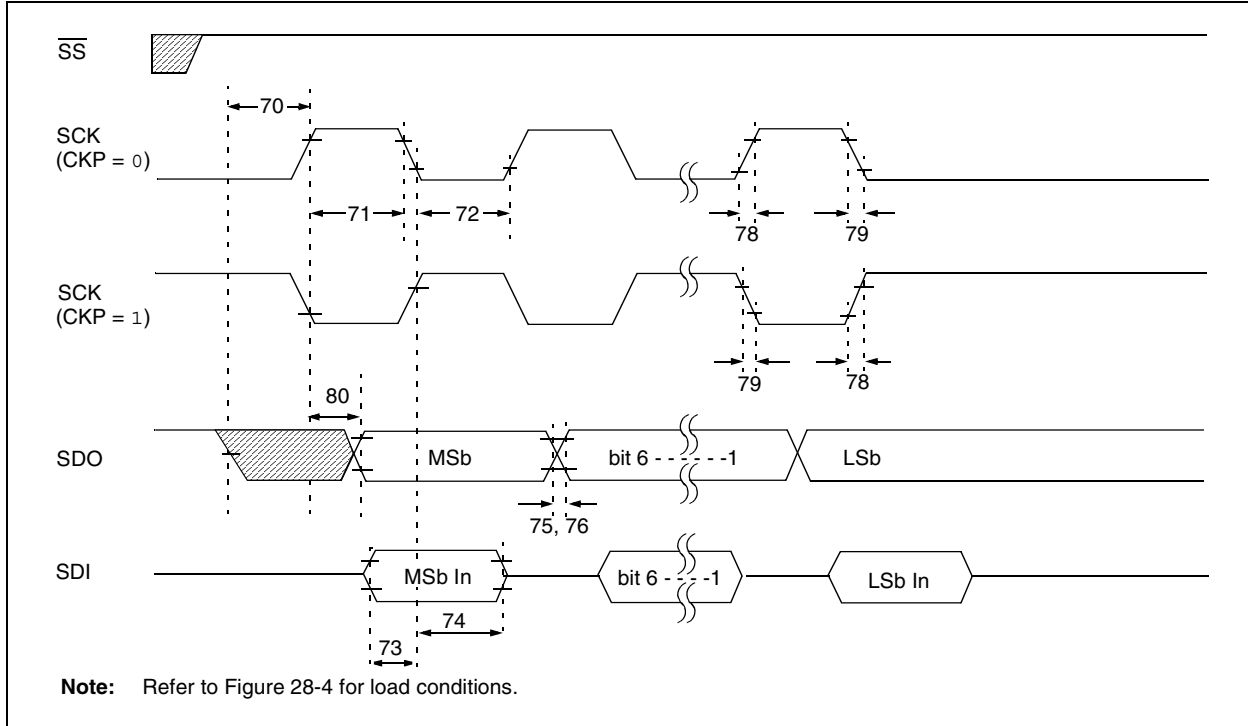 SS
70
SCK
(CKP = 0)
71
72
78
79
SCK
(CKP = 1)
79
78
80
SDO
MSb
bit 6 - - - - - -1
LSb
75, 76
SDI
MSb In
bit 6 - - - - -1
LSb In
74
73
Note: Refer to Figure 28-4 for load conditions.